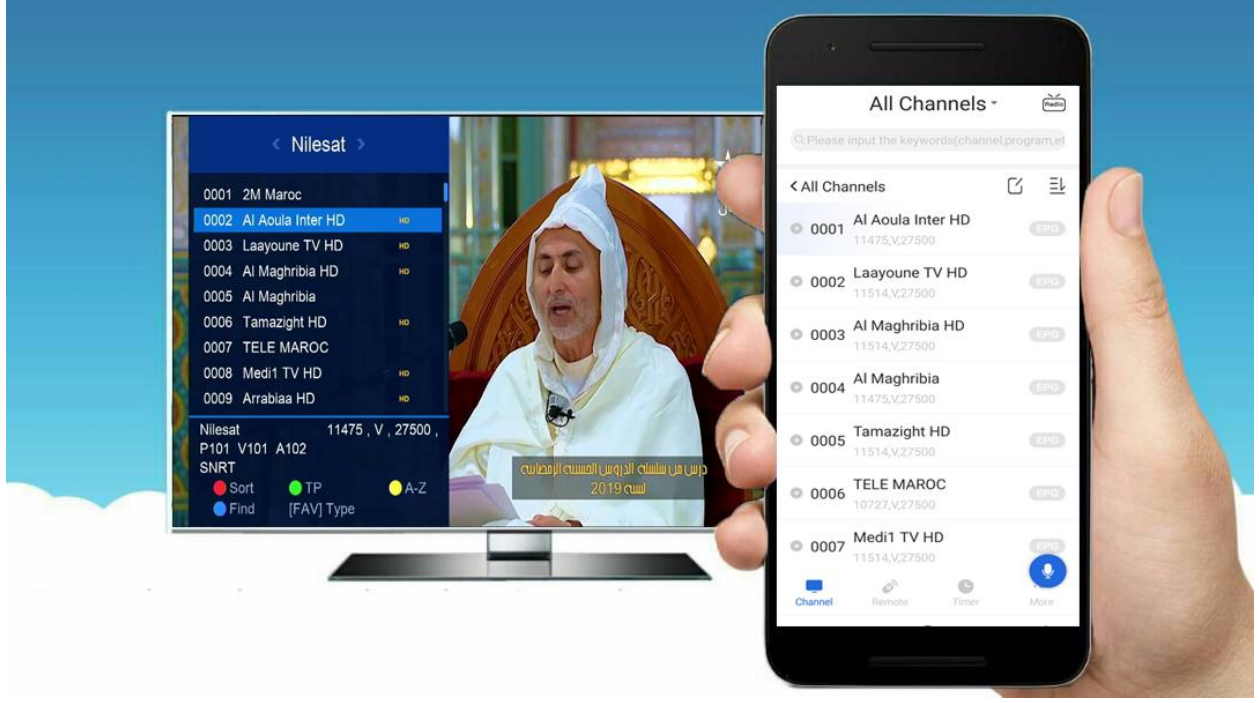 Nilesat
0001 2M Maroc
0002 Al Aoula Inter HD HD
0003 Laayoune TV HD HD
0004 Al Maghribia HD HD
0005 Al Maghribia
0006 Tamazight HD HD
0007 TELE MAROC
0008 Medi1 TV HD HD
0009 Arrabiaa HD HD
Nilesat 11475 , V , 27500 ,
P101 V101 A102
SNRT
Sort TP A-Z
Find [FAV] Type
درس من سلسلة الدروس الحسنية الرمضانية
لسنة 2019
All Channels
Radio
Please input the keywords(channel,program,et
All Channels
0001 Al Aoula Inter HD EPG
11475,V,27500
0002 Laayoune TV HD EPG
11514,V,27500
0003 Al Maghribia HD EPG
11514,V,27500
0004 Al Maghribia EPG
11475,V,27500
0005 Tamazight HD EPG
11514,V,27500
0006 TELE MAROC EPG
10727,V,27500
0007 Medi1 TV HD EPG
11514,V,27500
Channel Remote Timer More